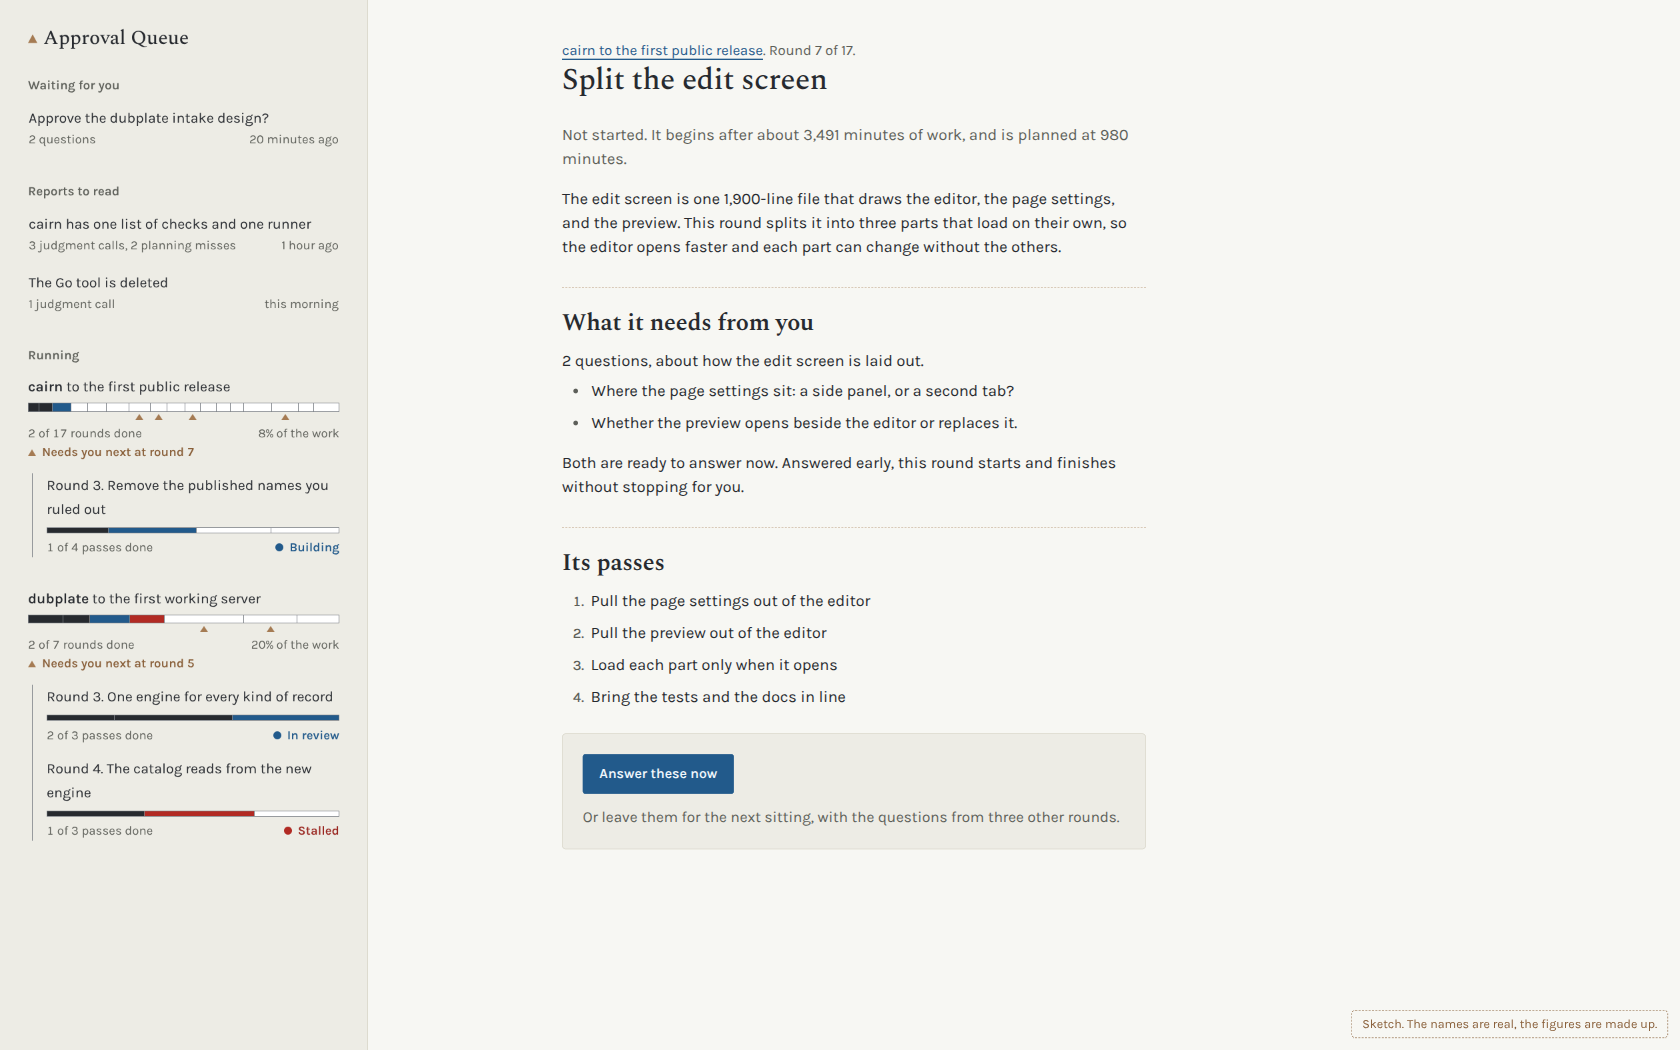 Approval Queue
Waiting for you
Approve the dubplate intake design?
2 questions 20 minutes ago
Reports to read
cairn has one list of checks and one runner
3 judgment calls, 2 planning misses 1 hour ago
The Go tool is deleted
1 judgment call this morning
Running
cairn to the first public release
2 of 17 rounds done 8% of the work
Needs you next at round 7
Round 3. Remove the published names you
ruled out
1 of 4 passes done Building
dubplate to the first working server
2 of 7 rounds done 20% of the work
Needs you next at round 5
Round 3. One engine for every kind of record
2 of 3 passes done In review
Round 4. The catalog reads from the new
engine
1 of 3 passes done Stalled
cairn to the first public release. Round 7 of 17.
Split the edit screen
Not started. It begins after about 3,491 minutes of work, and is planned at 980
minutes.
The edit screen is one 1,900-line file that draws the editor, the page settings,
and the preview. This round splits it into three parts that load on their own, so
the editor opens faster and each part can change without the others.
What it needs from you
2 questions, about how the edit screen is laid out.
• Where the page settings sit: a side panel, or a second tab?
• Whether the preview opens beside the editor or replaces it.
Both are ready to answer now. Answered early, this round starts and finishes
without stopping for you.
Its passes
1. Pull the page settings out of the editor
2. Pull the preview out of the editor
3. Load each part only when it opens
4. Bring the tests and the docs in line
Answer these now
Or leave them for the next sitting, with the questions from three other rounds.
Sketch. The names are real, the figures are made up.